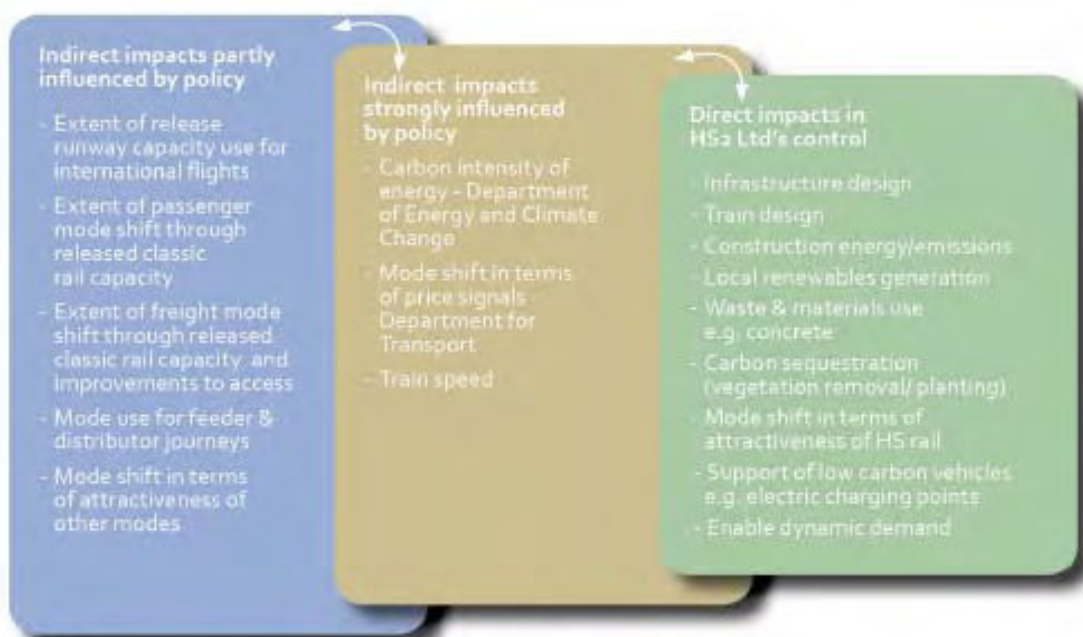 Indirect impacts partly
influenced by policy
- Extent of release
runway capacity use for
international flights
- Extent of passenger
mode shift through
released classic
rail capacity
- Extent of freight mode
shift through released
classic rail capacity and
improvements to access
- Mode use for feeder &
distributor journeys
- Mode shift in terms
of attractiveness of
other modes
Indirect impacts
strongly influenced
by policy
- Carbon intensity of
energy - Department
of Energy and Climate
Change
- Mode shift in terms
of price signals
Department for
Transport
- Train speed
Direct impacts in
HS2 Ltd's control
- Infrastructure design
- Train design
- Construction energy/emissions
- Local renewables generation
- Waste & materials use
e.g. concrete
- Carbon sequestration
(vegetation removal/ planting)
- Mode shift in terms of
attractiveness of HS rail
- Support of low carbon vehicles
e.g. electric charging points
- Enable dynamic demand